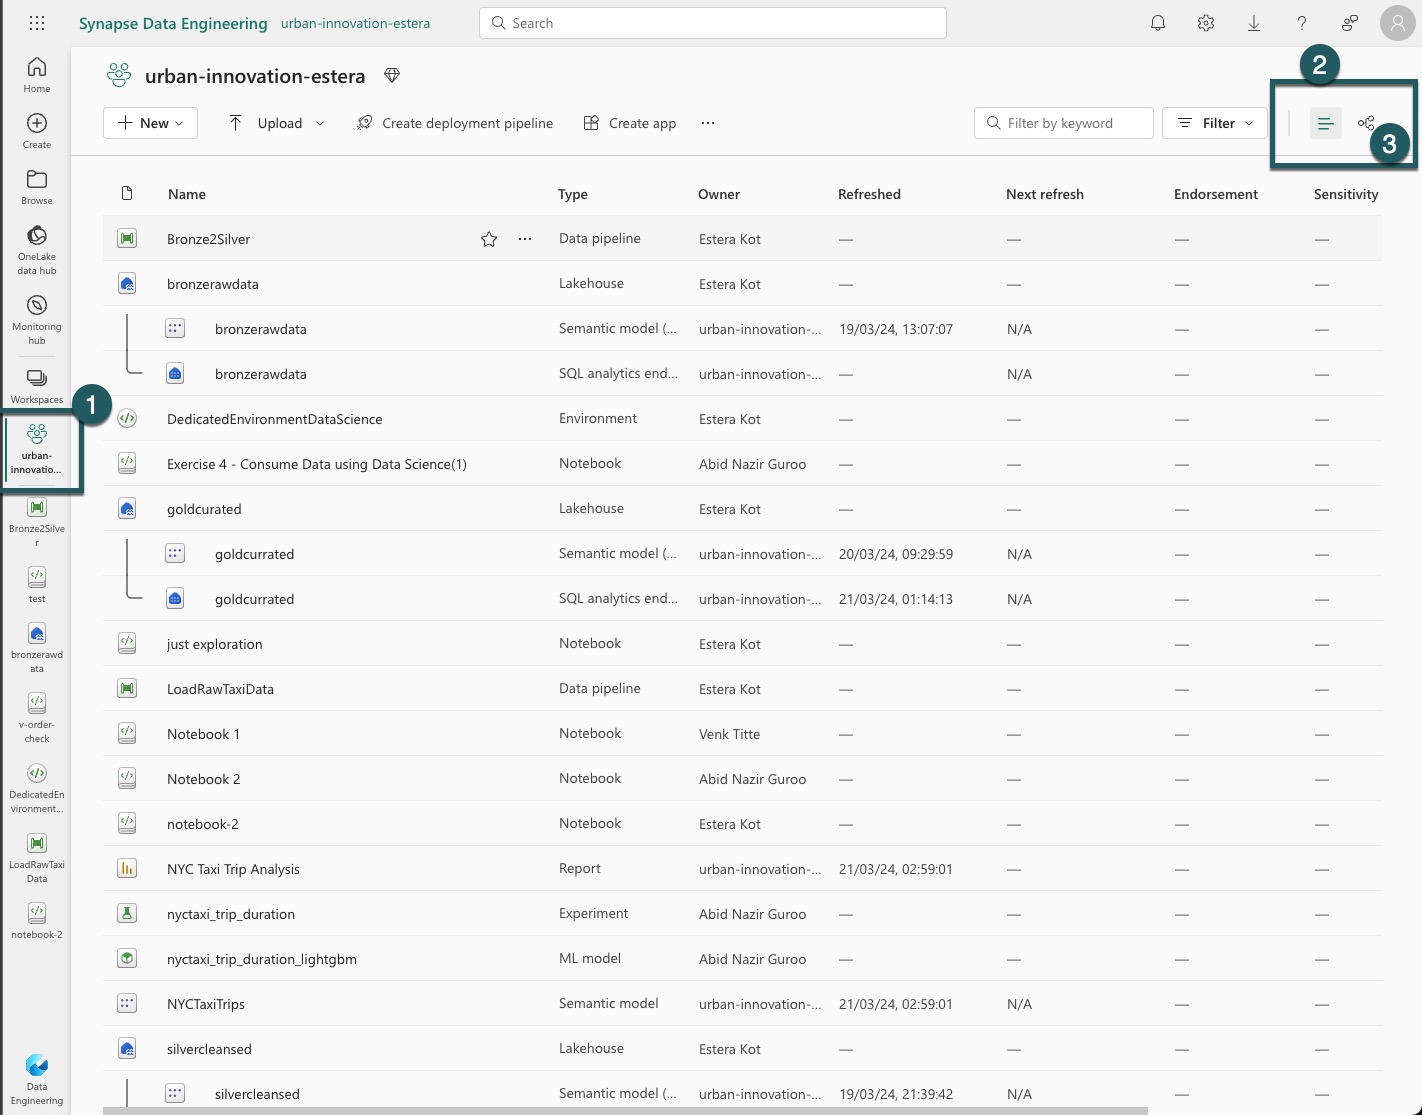 Synapse Data Engineering urban-innovation-estera Search
Home
Create
Browse
OneLake
data hub
Monitoring
hub
Workspaces
1
urban-
innovatio...
Bronze2Silve
r
test
bronzerawd
ata
v-order-
check
DedicatedEn
vironment...
LoadRawTaxi
Data
notebook-2
Data
Engineering
urban-innovation-estera
2
New Upload Create deployment pipeline Create app ... Filter by keyword Filter
3
Name Type Owner Refreshed Next refresh Endorsement Sensitivity
Bronze2Silver ... Data pipeline Estera Kot — — — —
bronzerawdata Lakehouse Estera Kot — — — —
bronzerawdata Semantic model (... urban-innovation-... 19/03/24, 13:07:07 N/A — —
bronzerawdata SQL analytics end... urban-innovation-... — N/A — —
DedicatedEnvironmentDataScience Environment Estera Kot — — — —
Exercise 4 - Consume Data using Data Science(1) Notebook Abid Nazir Guroo — — — —
goldcurated Lakehouse Estera Kot — — — —
goldcurrated Semantic model (... urban-innovation-... 20/03/24, 09:29:59 N/A — —
goldcurrated SQL analytics end... urban-innovation-... 21/03/24, 01:14:13 N/A — —
just exploration Notebook Estera Kot — — — —
LoadRawTaxiData Data pipeline Estera Kot — — — —
Notebook 1 Notebook Venk Titte — — — —
Notebook 2 Notebook Abid Nazir Guroo — — — —
notebook-2 Notebook Estera Kot — — — —
NYC Taxi Trip Analysis Report urban-innovation-... 21/03/24, 02:59:01 — — —
nyctaxi_trip_duration Experiment Abid Nazir Guroo — — — —
nyctaxi_trip_duration_lightgbm ML model Abid Nazir Guroo — — — —
NYCTaxiTrips Semantic model urban-innovation-... 21/03/24, 02:59:01 N/A — —
silvercleansed Lakehouse Estera Kot — — — —
silvercleansed Semantic model (... urban-innovation-... 19/03/24, 21:39:42 N/A — —